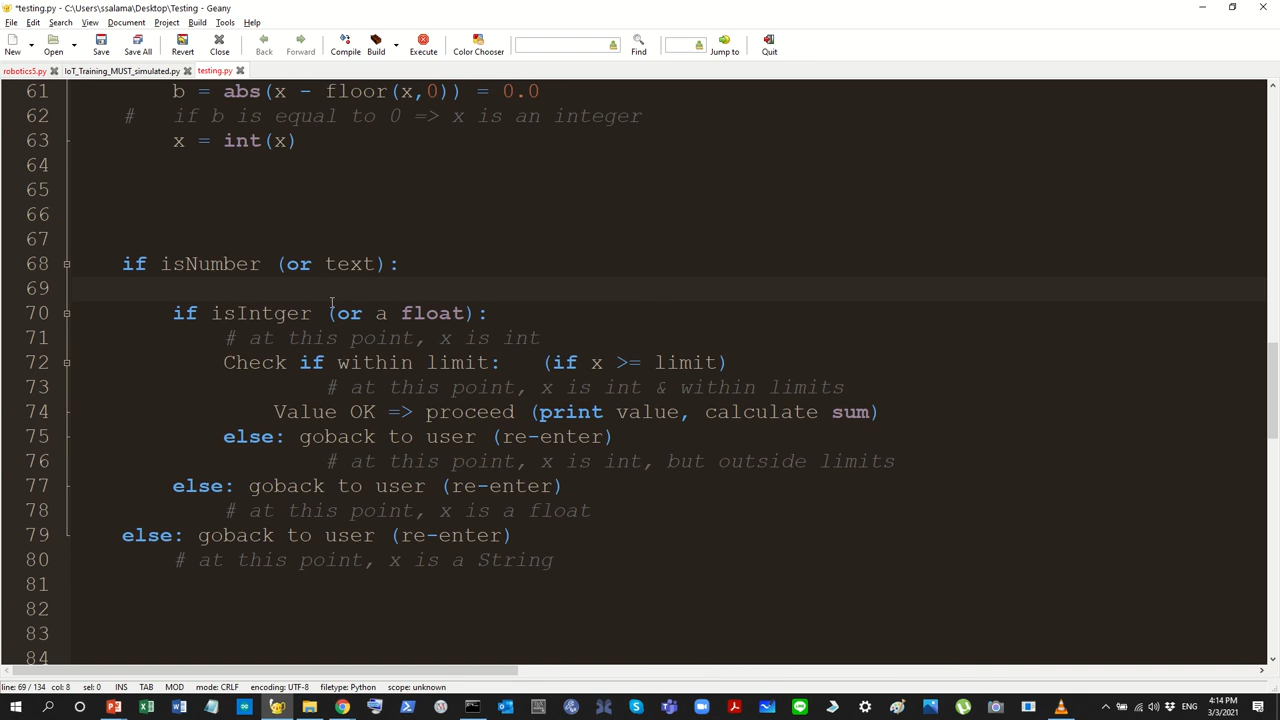 *testing.py - C:\Users\ssalama\Desktop\Testing - Geany
File Edit Search View Document Project Build Tools Help
New Open Save Save All Revert Close Back Forward Compile Build Execute Color Chooser Find Jump to Quit
robotics5.py IoT_Training_MUST_simulated.py testing.py
61 b = abs(x - floor(x,0)) = 0.0
62 # if b is equal to 0 => x is an integer
63 x = int(x)
64
65
66
67
68 if isNumber (or text):
69
70 if isIntger (or a float):
71 # at this point, x is int
72 Check if within limit: (if x >= limit)
73 # at this point, x is int & within limits
74 Value OK => proceed (print value, calculate sum)
75 else: goback to user (re-enter)
76 # at this point, x is int, but outside limits
77 else: goback to user (re-enter)
78 # at this point, x is a float
79 else: goback to user (re-enter)
80 # at this point, x is a String
81
82
83
84
line: 69 / 134 col: 8 sel: 0 INS TAB MOD mode: CRLF encoding: UTF-8 filetype: Python scope: unknown
ENG 4:14 PM
3/3/2021